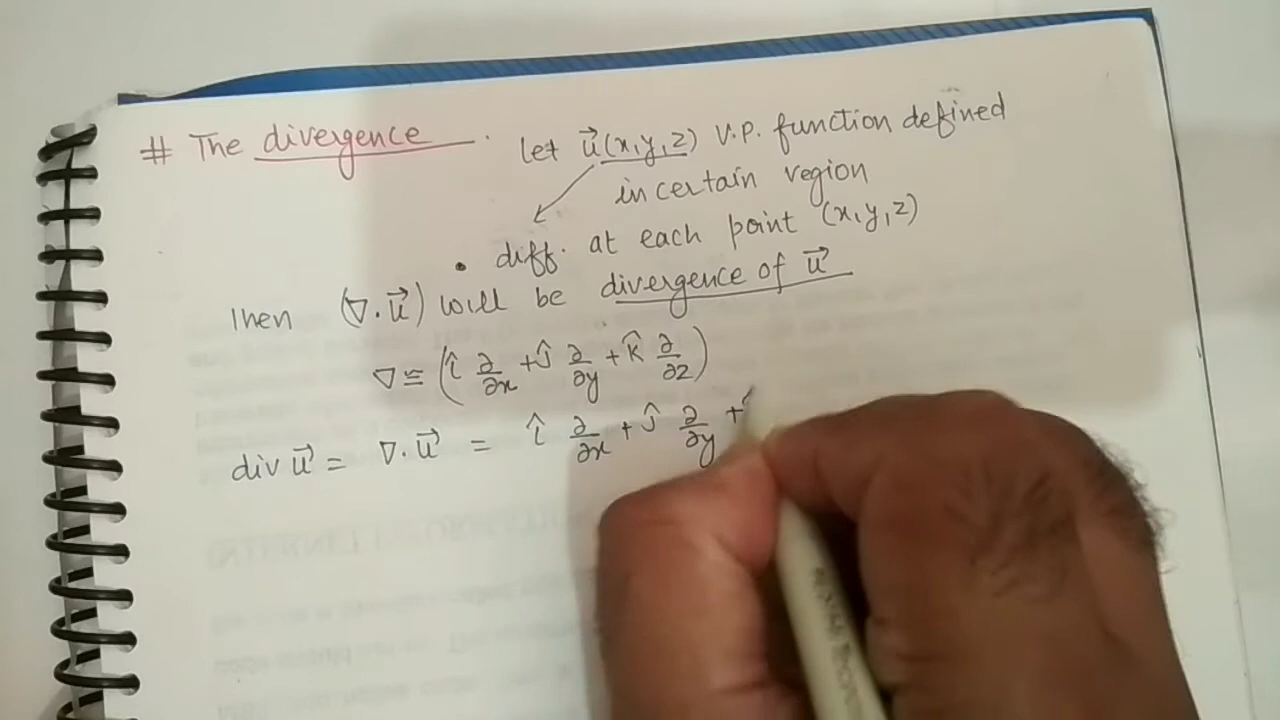 # The divergence . let u⃗(x,y,z) V.P. function defined
in certain region
. diff. at each point (x,y,z)
Then (∇.u⃗) will be divergence of u⃗
∇ ≅ (î ∂/∂x + ĵ ∂/∂y + k̂ ∂/∂z)
div u⃗ = ∇.u⃗ = î ∂/∂x + ĵ ∂/∂y +